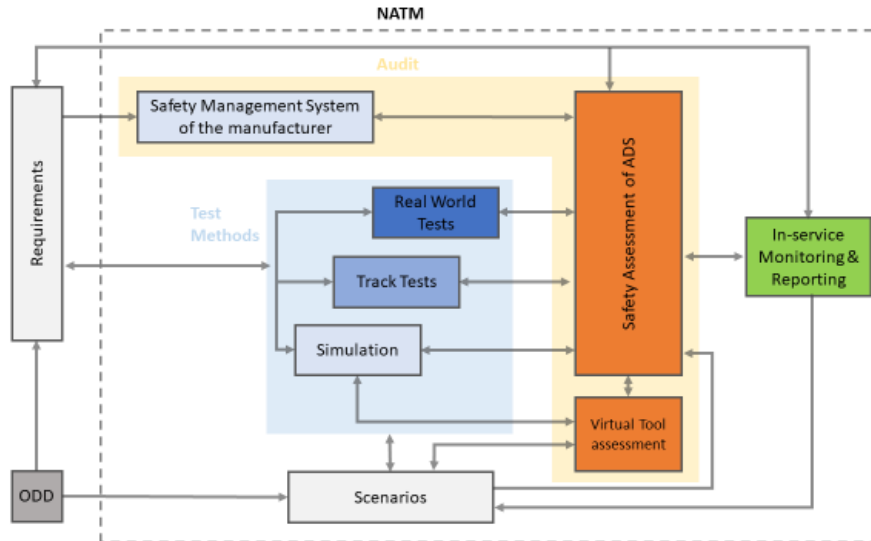 NATM
Audit
Safety Management System
of the manufacturer
Requirements
Safety Assessment of ADS
Test
Methods
Real World
Tests
Track Tests
Simulation
In-service
Monitoring &
Reporting
Virtual Tool
assessment
ODD
Scenarios